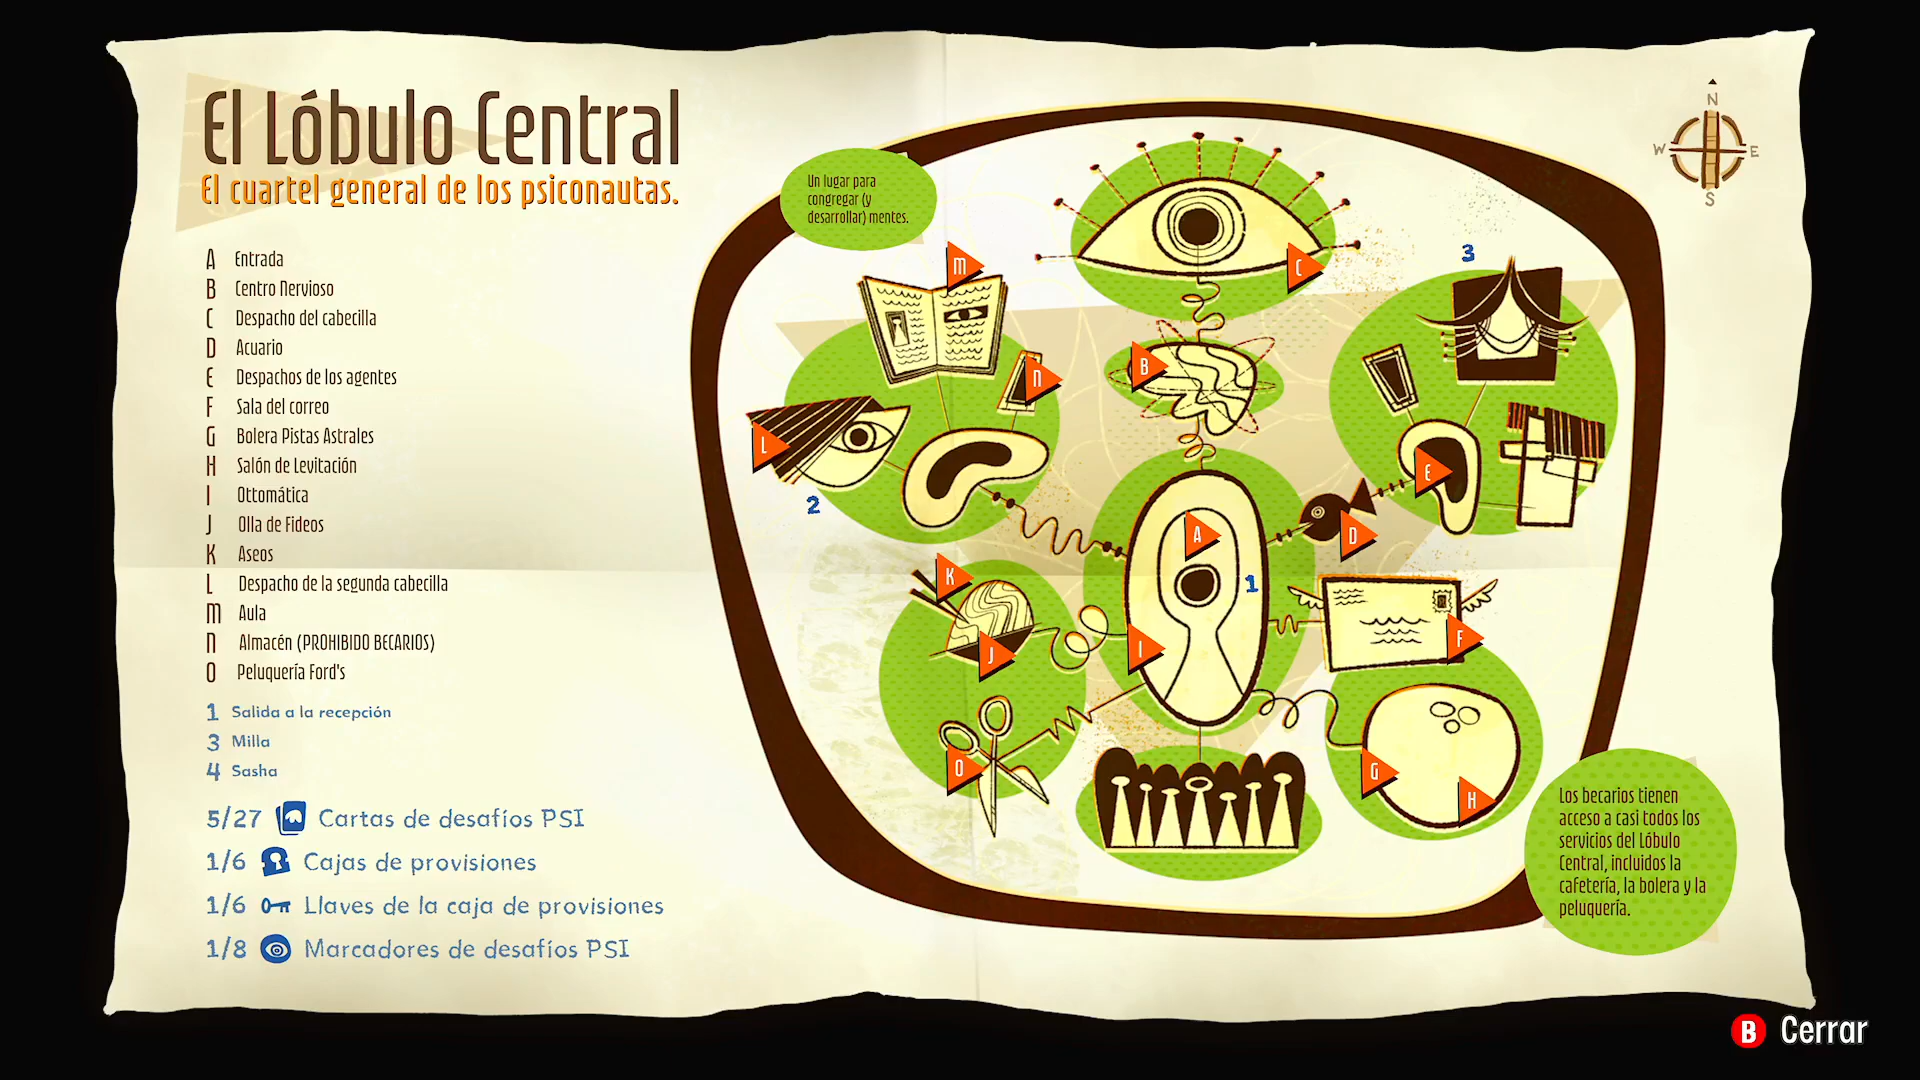 El Lóbulo Central
El cuartel general de los psiconautas.
A Entrada
B Centro Nervioso
C Despacho del cabecilla
D Acuario
E Despachos de los agentes
F Sala del correo
G Bolera Pistas Astrales
H Salón de Levitación
I Ottomática
J Olla de Fideos
K Aseos
L Despacho de la segunda cabecilla
M Aula
N Almacén (PROHIBIDO BECARIOS)
O Peluquería Ford's
1 Salida a la recepción
3 Milla
4 Sasha
5/27 Cartas de desafíos PSI
1/6 Cajas de provisiones
1/6 Llaves de la caja de provisiones
1/8 Marcadores de desafíos PSI
Un lugar para
congregar (y
desarrollar) mentes.
N
W E
S
M
C
3
B
N
L
E
2
A
D
K
1
F
I
J
O
G
H
Los becarios tienen
acceso a casi todos los
servicios del Lóbulo
Central, incluidos la
cafetería, la bolera y la
peluquería.
B Cerrar